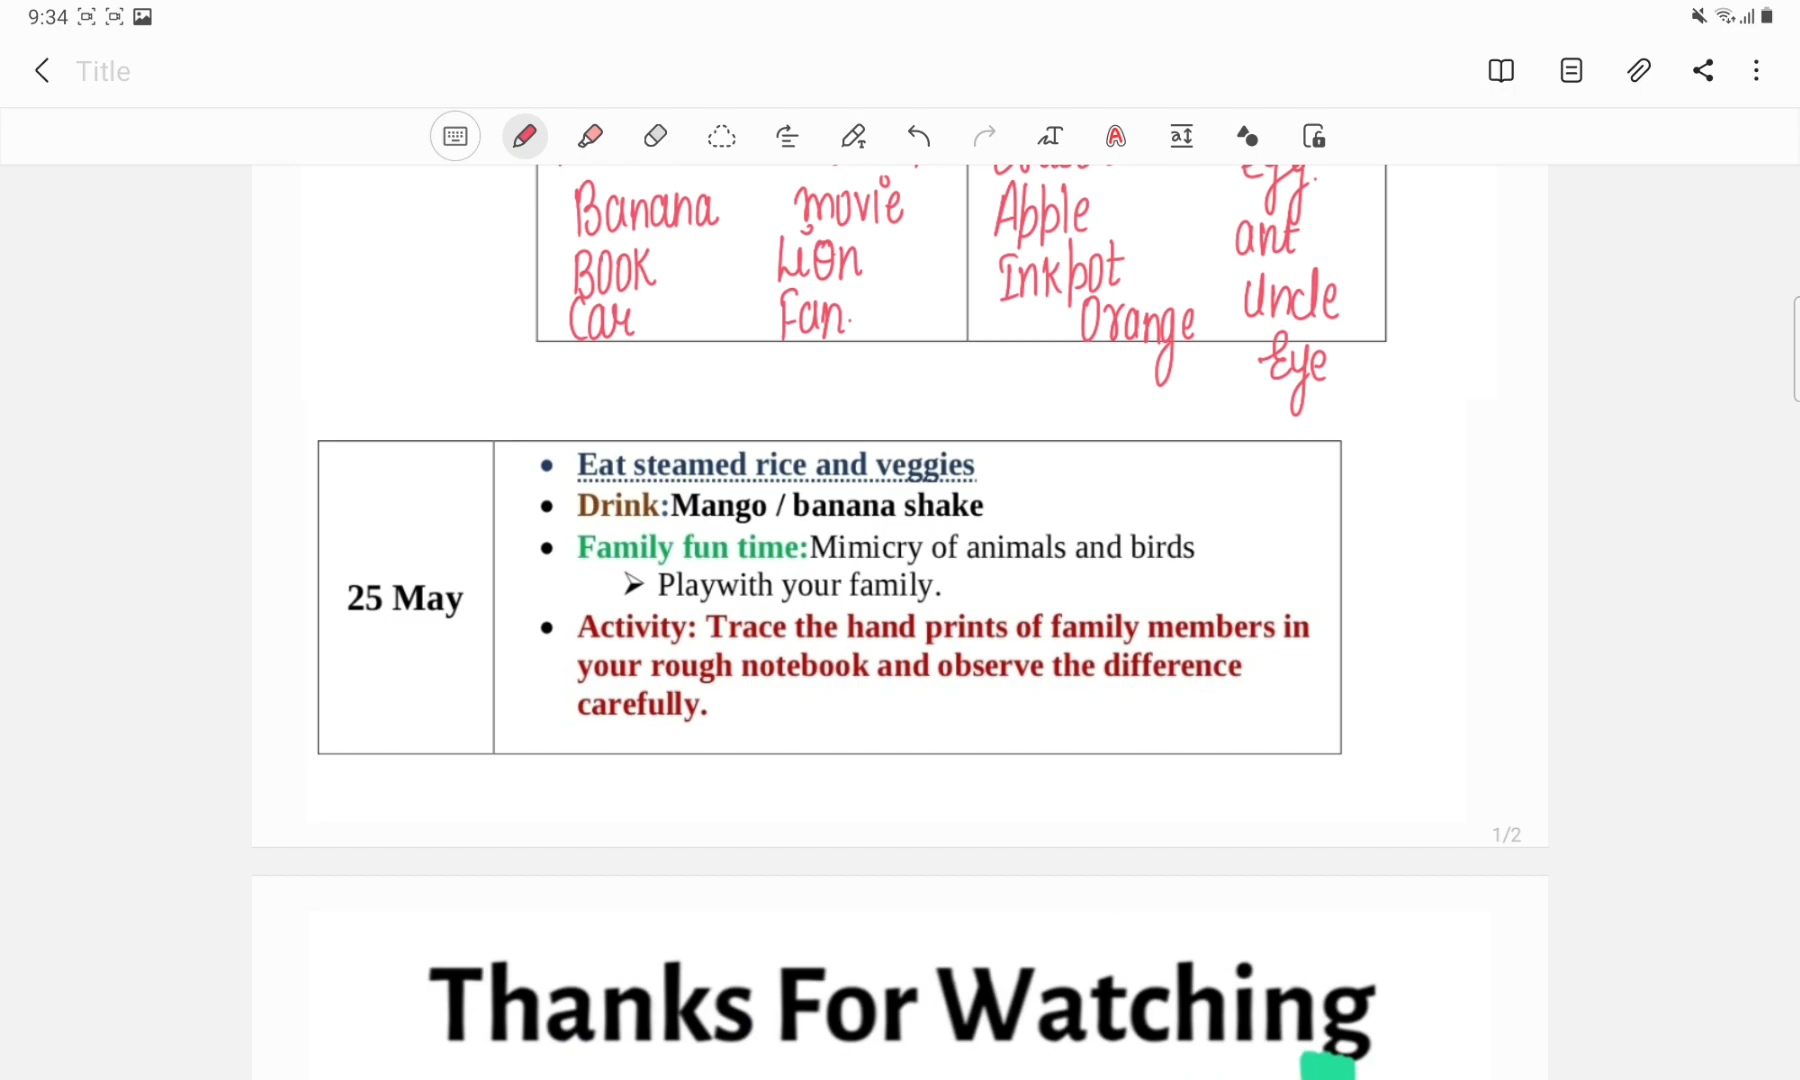 9:34
Title
Egg.
Banana movie Apple ant
BOOK Lion Inkpot Uncle
Car Fan. Orange Eye
25 May
• Eat steamed rice and veggies
• Drink:Mango / banana shake
• Family fun time:Mimicry of animals and birds
➢ Playwith your family.
• Activity: Trace the hand prints of family members in
your rough notebook and observe the difference
carefully.
1/2
Thanks For Watching